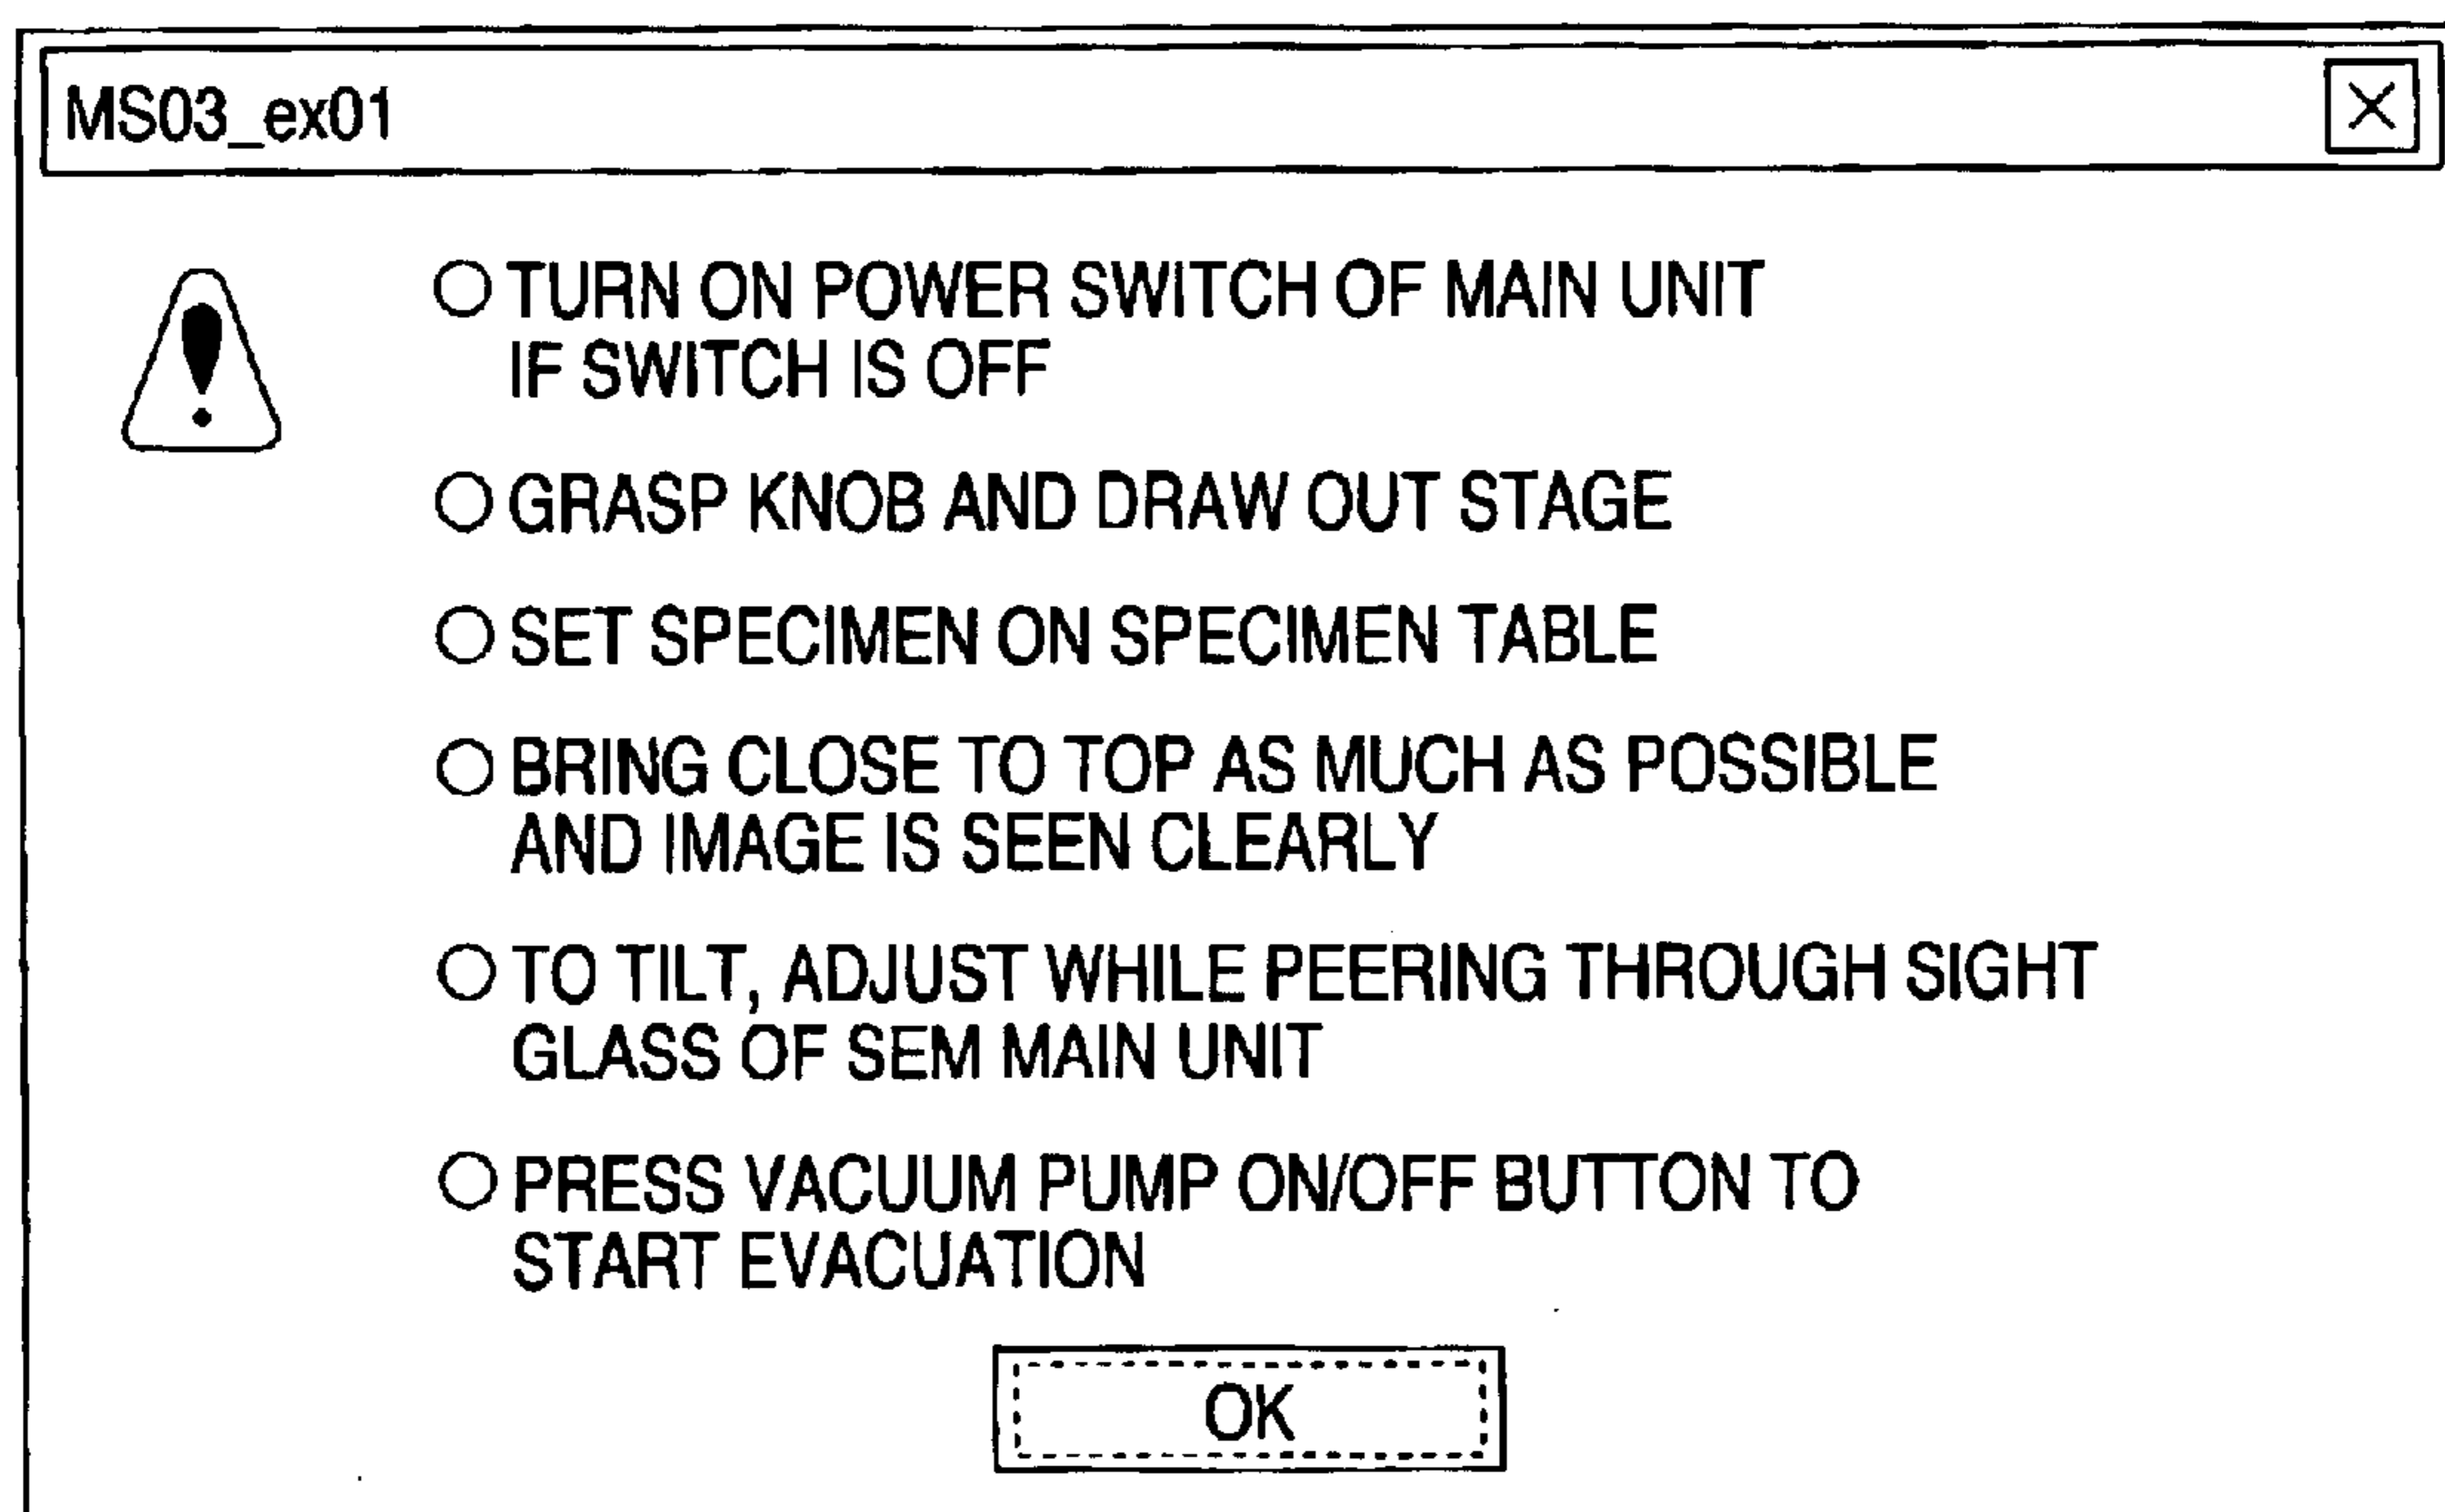 MS03_ex01
TURN ON POWER SWITCH OF MAIN UNIT
IF SWITCH IS OFF
GRASP KNOB AND DRAW OUT STAGE
SET SPECIMEN ON SPECIMEN TABLE
BRING CLOSE TO TOP AS MUCH AS POSSIBLE
AND IMAGE IS SEEN CLEARLY
TO TILT, ADJUST WHILE PEERING THROUGH SIGHT
GLASS OF SEM MAIN UNIT
PRESS VACUUM PUMP ON/OFF BUTTON TO
START EVACUATION
OK